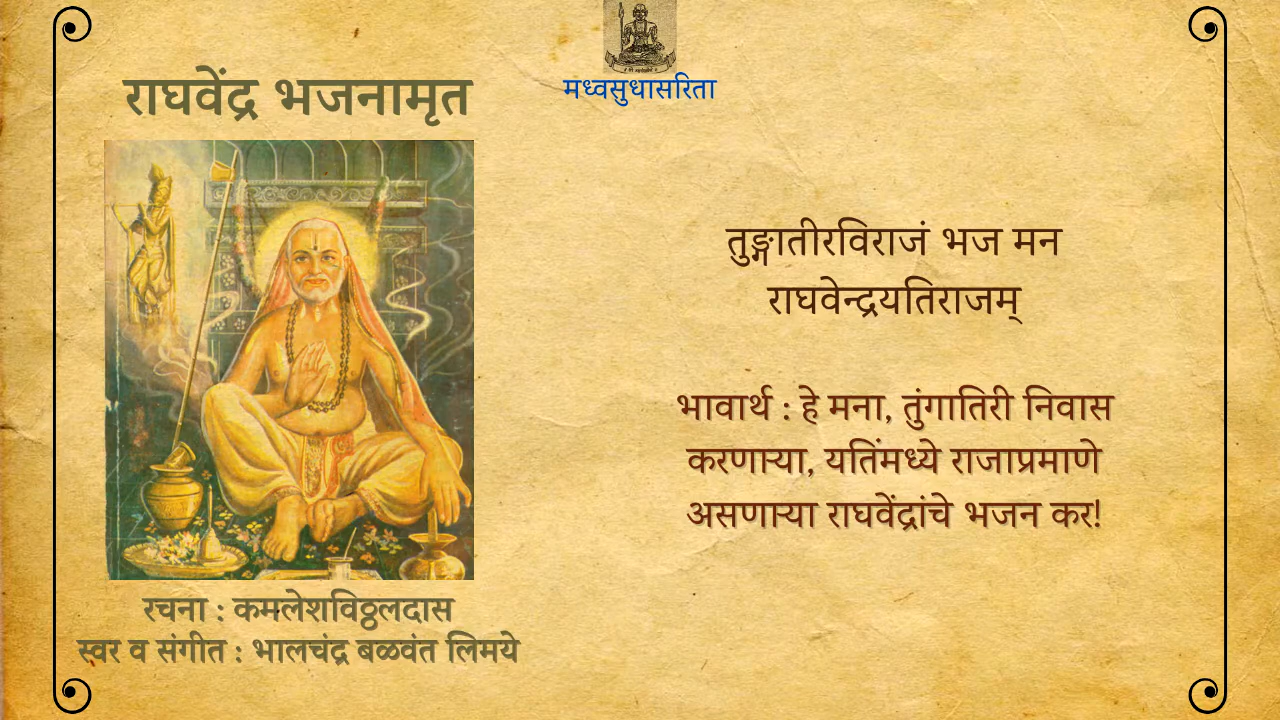 मध्वसुधासरिता
राघवेंद्र भजनामृत
तुङ्गातीरविराजं भज मन
राघवेन्द्रयतिराजम्
भावार्थ : हे मना, तुंगातिरी निवास
करणाऱ्या, यतिंमध्ये राजाप्रमाणे
असणाऱ्या राघवेंद्रांचे भजन कर!
रचना : कमलेशविठ्ठलदास
स्वर व संगीत : भालचंद्र बळवंत लिमये